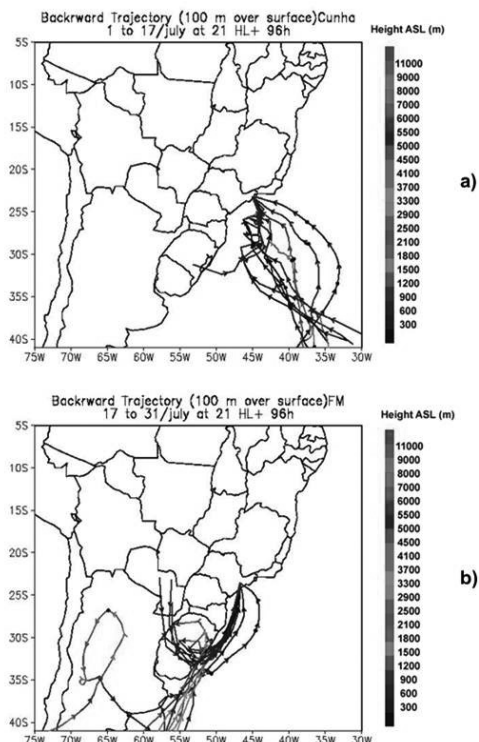 Backward Trajectory (100 m over surface)Cunha
1 to 17/july at 21 HL+ 96h
Height ASL (m)
5S
10S
15S
20S
25S
30S
35S
40S
75W 70W 65W 60W 55W 50W 45W 40W 35W 30W
11000
9000
8000
7000
6000
5500
5000
4500
4100
3700
3300
2900
2500
2100
1800
1500
1200
900
600
300
a)
Backrward Trajectory (100 m over surface)FM
17 to 31/july at 21 HL+ 96h
Height ASL (m)
5S
10S
15S
20S
25S
30S
35S
40S
75W 70W 65W 60W 55W 50W 45W 40W 35W 30W
11000
9000
8000
7000
6000
5500
5000
4500
4100
3700
3300
2900
2500
2100
1800
1500
1200
900
600
300
b)